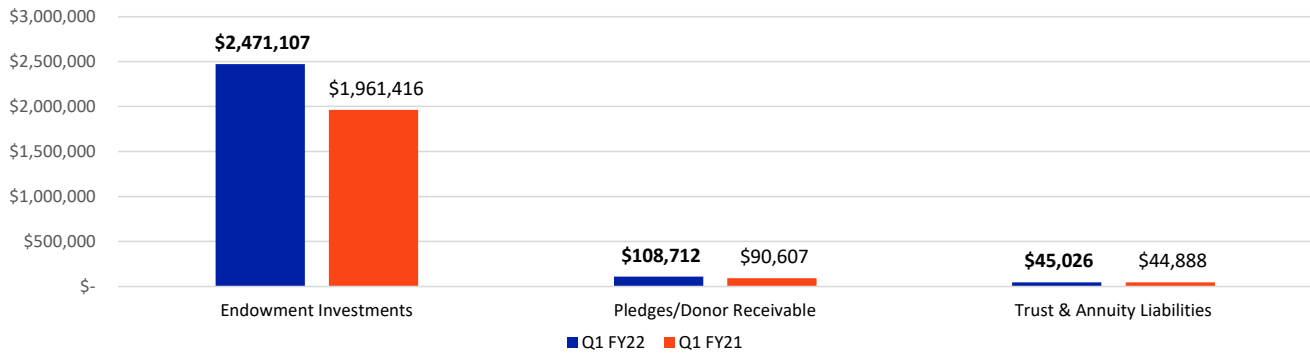 $3,000,000
$2,500,000
$2,000,000
$1,500,000
$1,000,000
$500,000
$-
$2,471,107
$1,961,416
$108,712
$90,607
$45,026
$44,888
Endowment Investments
Pledges/Donor Receivable
Trust & Annuity Liabilities
Q1 FY22
Q1 FY21